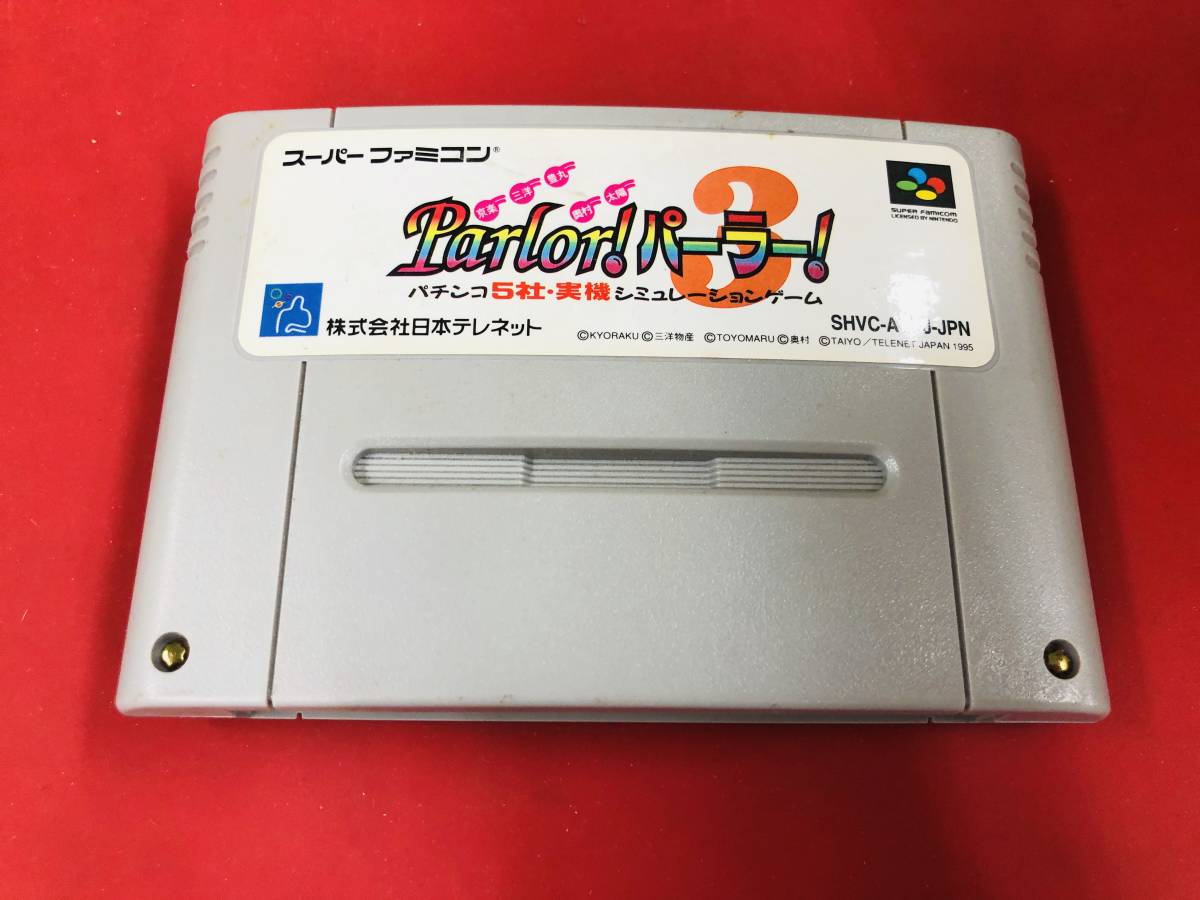 スーパーファミコン®
京楽 三洋 豊丸 奥村 太陽
Parlor!パーラー!3
パチンコ5社・実機シミュレーションゲーム
SUPER FAMICOM
LICENSED BY NINTENDO
株式会社日本テレネット
SHVC- -JPN
©KYORAKU ©三洋物産 ©TOYOMARU ©奥村 ©TAIYO/TELENET JAPAN 1995